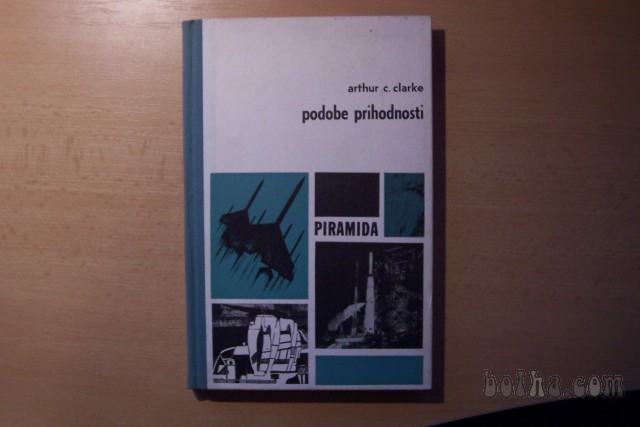 arthur c. clarke
podobe prihodnosti
PIRAMIDA
bolha.com